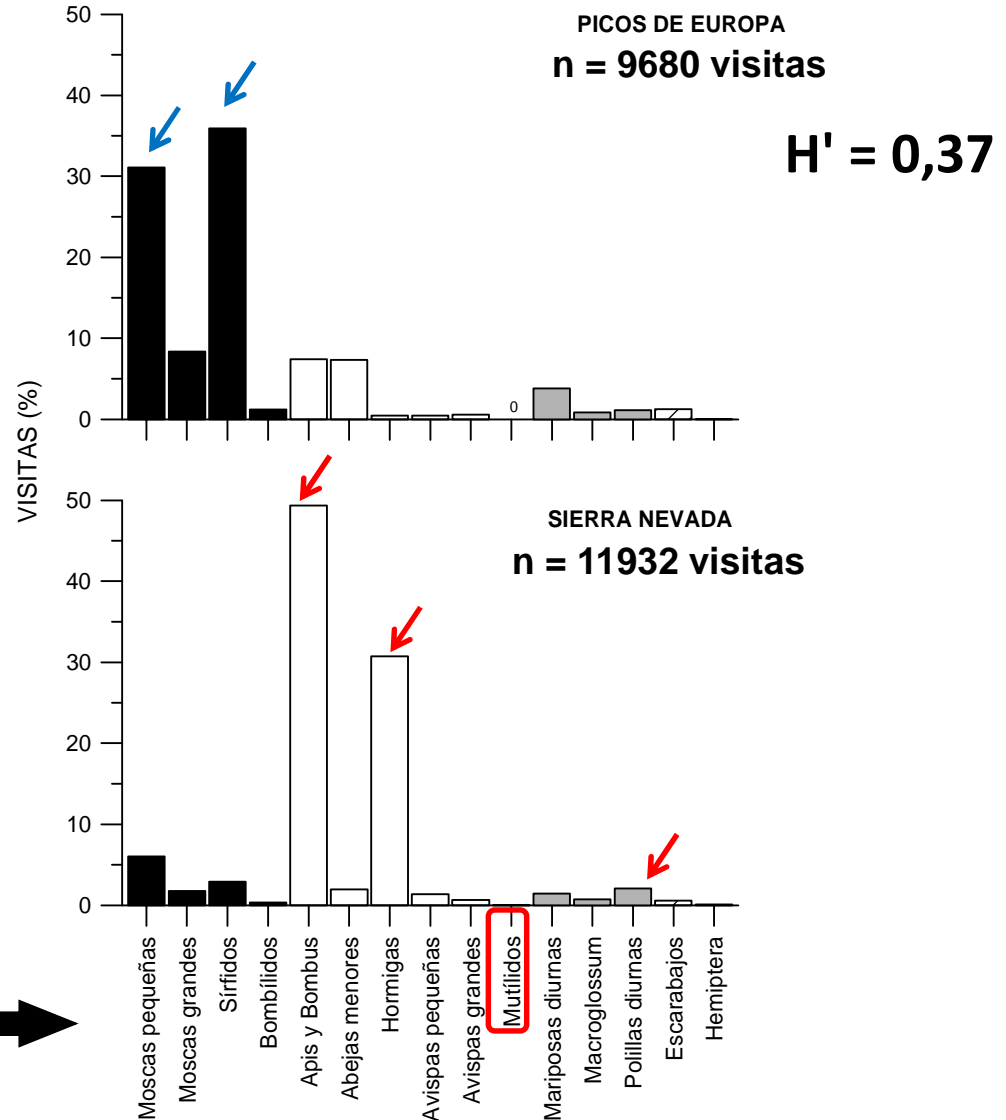 PICOS DE EUROPA
n = 9680 visitas
H' = 0,37
50
40
30
20
10
0
0
VISITAS (%)
SIERRA NEVADA
n = 11932 visitas
50
40
30
20
10
0
Moscas pequeñas
Moscas grandes
Sírfidos
Bombílidos
Apis y Bombus
Abejas menores
Hormigas
Avispas pequeñas
Avispas grandes
Mutílidos
Mariposas diurnas
Macroglossum
Polillas diurnas
Escarabajos
Hemiptera